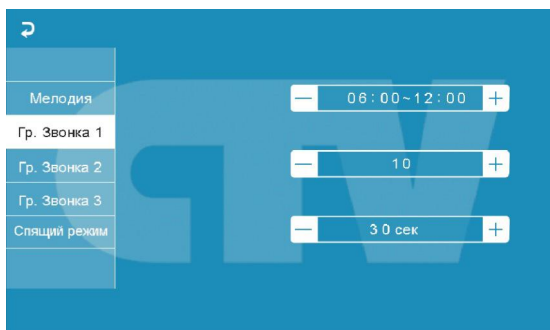 Мелодия
Гр. Звонка 1
Гр. Звонка 2
Гр. Звонка 3
Спящий режим
— 06:00~12:00 +
— 10 +
— 30 сек +
CTV